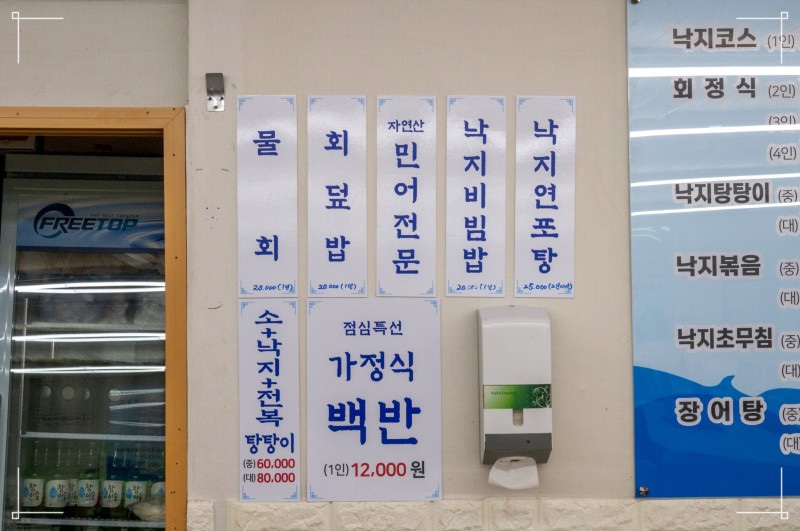 물회
20.000 (1인)
회덮밥
20.000 (1인)
자연산
민어전문
낙지비빔밥
20.000 (1인)
낙지연포탕
소+낙지+전복
탕탕이
(중) 60,000
(대) 80,000
점심특선
가정식
백반
(1인) 12,000 원
FREETOP
낙지코스 (1인)
회 정 식 (2인)
(3인)
(4인)
낙지탕탕이 (중)
(대)
낙지볶음 (중)
(대)
낙지초무침 (중)
(대)
장 어 탕 (중)
(대)